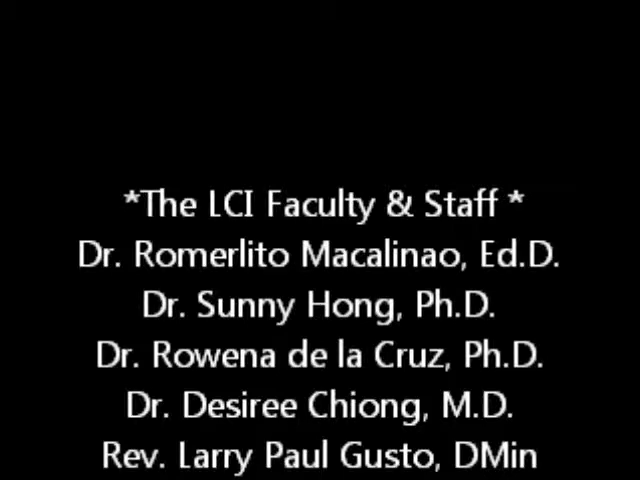 *The LCI Faculty & Staff *
Dr. Romerlito Macalinao, Ed.D.
Dr. Sunny Hong, Ph.D.
Dr. Rowena de la Cruz, Ph.D.
Dr. Desiree Chiong, M.D.
Rev. Larry Paul Gusto, DMin